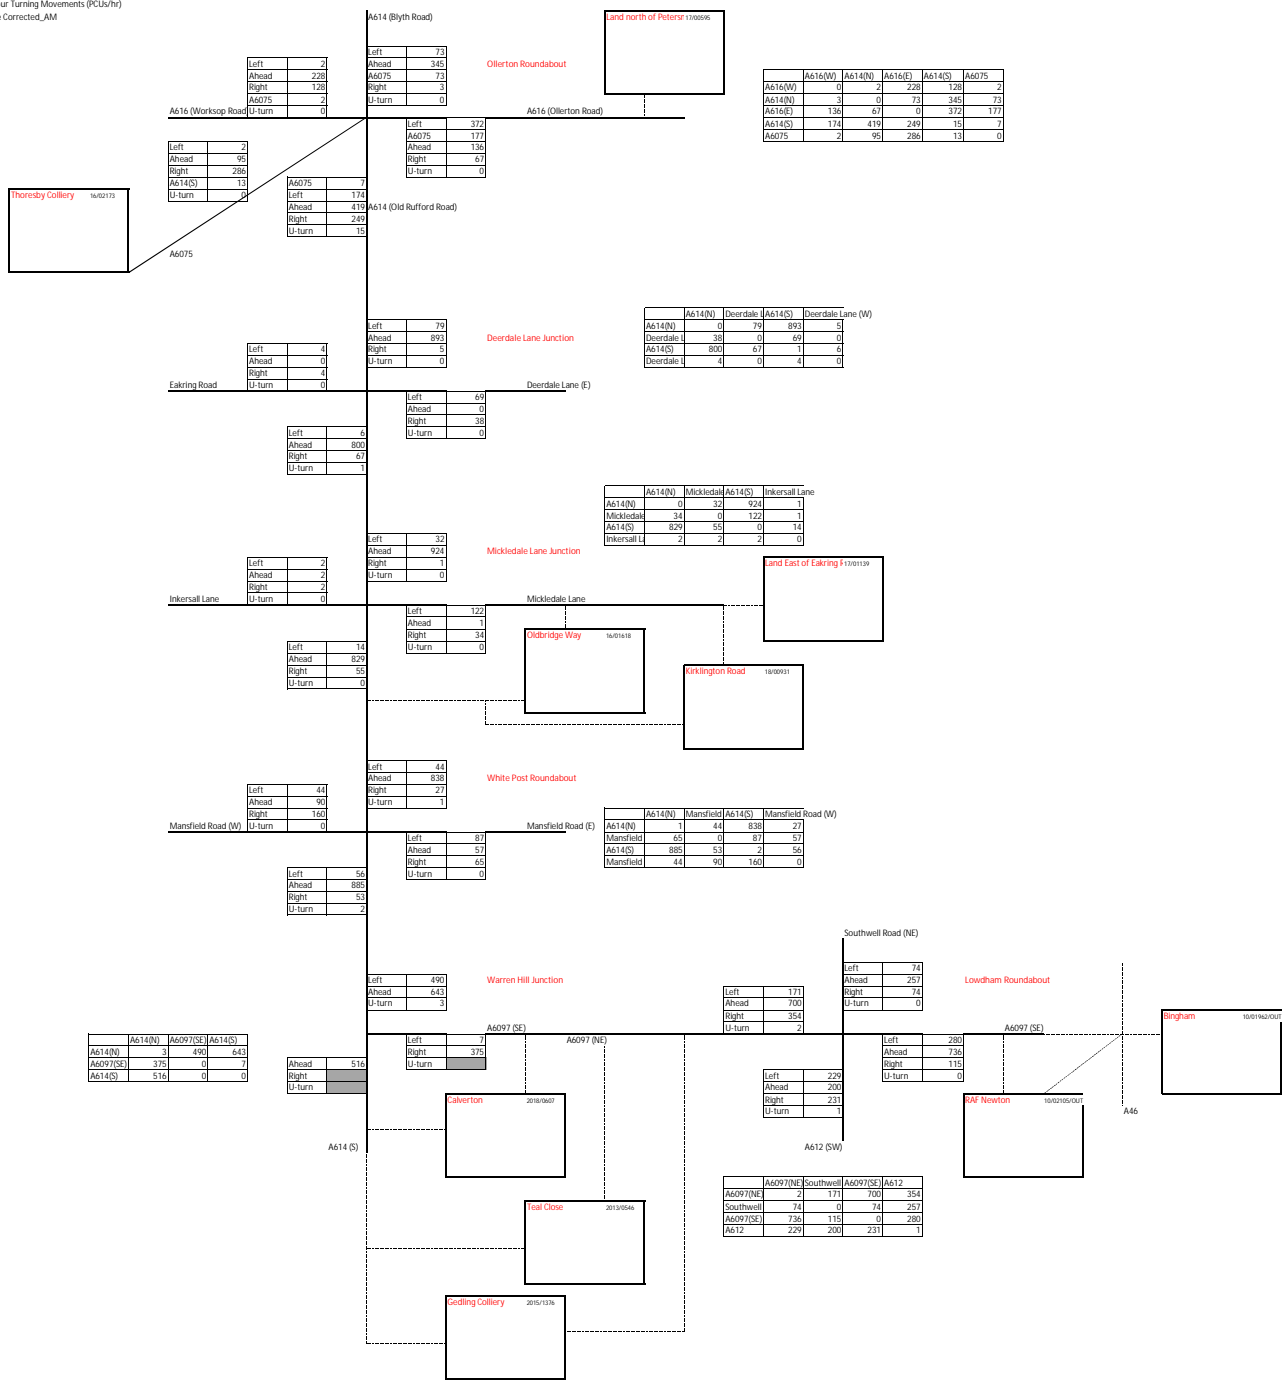 ur Turning Movements (PCUs/hr)
Corrected_AM
A614 (Blyth Road)
Land north of Petersr 17/00595
Left 2
Ahead 228
Right 128
A6075 2
U-turn 0
Left 73
Ahead 345
A6075 73
Right 3
U-turn 0
Ollerton Roundabout
A616(W) A614(N) A616(E) A614(S) A6075
A616(W) 0 2 228 128 2
A614(N) 3 0 73 345 73
A616(E) 136 67 0 372 177
A614(S) 174 419 249 15 7
A6075 2 95 286 13 0
A616 (Worksop Road
A616 (Ollerton Road)
Left 372
A6075 177
Ahead 136
Right 67
U-turn 0
Left 2
Ahead 95
Right 286
A614(S) 13
U-turn 0
Thoresby Colliery 16/02173
A6075 7
Left 174
Ahead 419
Right 249
U-turn 15
A614 (Old Rufford Road)
A6075
Left 79
Ahead 893
Right 5
U-turn 0
Deerdale Lane Junction
A614(N) Deerdale L A614(S) Deerdale Lane (W)
A614(N) 0 79 893 5
Deerdale L 38 0 69 0
A614(S) 800 67 1 6
Deerdale L 4 0 4 0
Left 4
Ahead 0
Right 4
U-turn 0
Eakring Road
Deerdale Lane (E)
Left 69
Ahead 0
Right 38
U-turn 0
Left 6
Ahead 800
Right 67
U-turn 1
A614(N) Mickledale A614(S) Inkersall Lane
A614(N) 0 32 924 1
Mickledale 34 0 122 1
A614(S) 829 55 0 14
Inkersall La 2 2 2 0
Left 32
Ahead 924
Right 1
U-turn 0
Mickledale Lane Junction
Left 2
Ahead 2
Right 2
U-turn 0
Land East of Eakring F 17/01139
Inkersall Lane
Mickledale Lane
Left 122
Ahead 1
Right 34
U-turn 0
Oldbridge Way 16/01618
Left 14
Ahead 829
Right 55
U-turn 0
Kirklington Road 18/00931
Left 44
Ahead 838
Right 27
U-turn 1
White Post Roundabout
Left 44
Ahead 90
Right 160
U-turn 0
A614(N) Mansfield A614(S) Mansfield Road (W)
A614(N) 1 44 838 27
Mansfield 65 0 87 57
A614(S) 885 53 2 56
Mansfield 44 90 160 0
Mansfield Road (W)
Mansfield Road (E)
Left 87
Ahead 57
Right 65
U-turn 0
Left 56
Ahead 885
Right 53
U-turn 2
Southwell Road (NE)
Left 490
Ahead 643
U-turn 3
Warren Hill Junction
Left 171
Ahead 700
Right 354
U-turn 2
Left 74
Ahead 257
Right 74
U-turn 0
Lowdham Roundabout
Bingham 10/01962/OUT
A6097 (SE)
A6097 (NE)
A6097 (SE)
A614(N) A6097(SE) A614(S)
A614(N) 3 490 643
A6097(SE) 375 0 7
A614(S) 516 0 0
Left 7
Right 375
U-turn
Ahead 516
Right
U-turn
Left 280
Ahead 736
Right 115
U-turn 0
Left 229
Ahead 200
Right 231
U-turn 1
Calverton 2018/0607
RAF Newton 10/02105/OUT
A46
A614 (S)
A612 (SW)
A6097(NE) Southwell A6097(SE) A612
A6097(NE) 2 171 700 354
Southwell 74 0 74 257
A6097(SE) 736 115 0 280
A612 229 200 231 1
Teal Close 2013/0546
Gedling Colliery 2015/1376